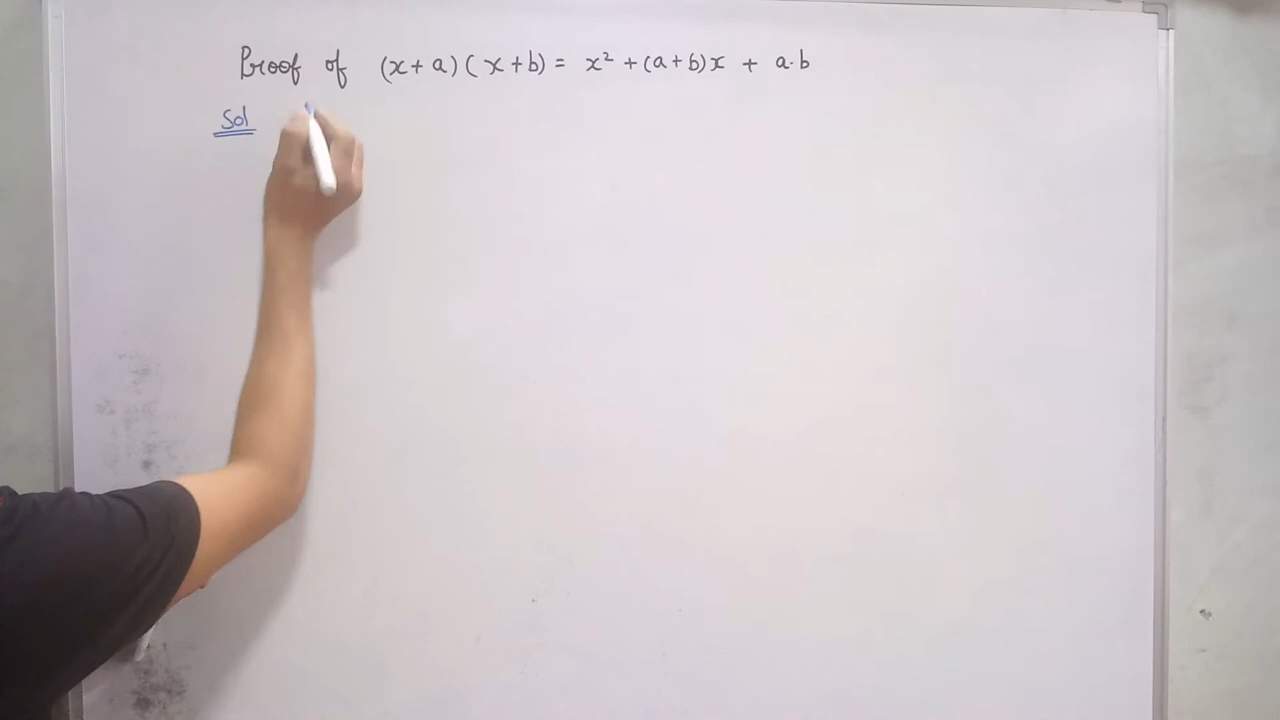 Proof of (x+a)(x+b) = x² + (a+b)x + a·b
Sol